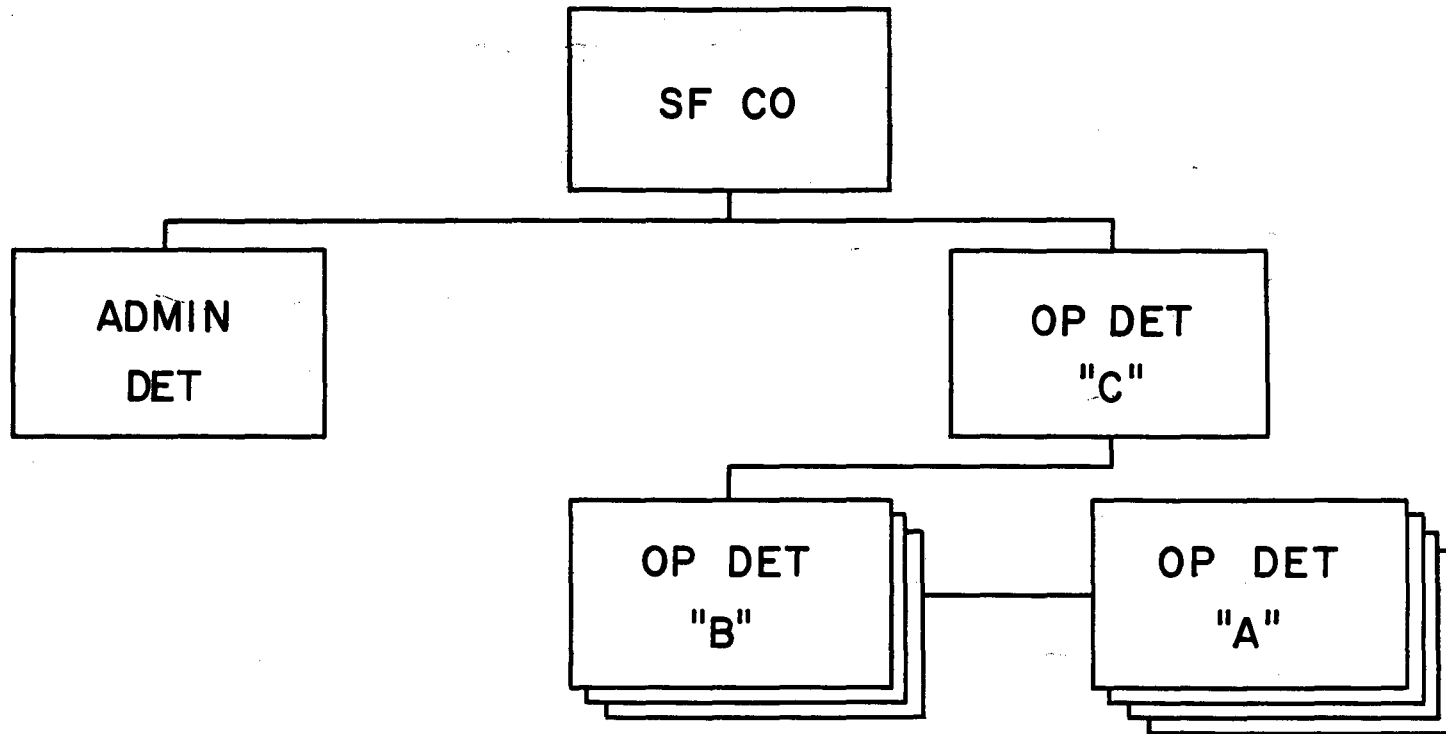 SF CO
ADMIN
DET
OP DET
"C"
OP DET
"B"
OP DET
"A"